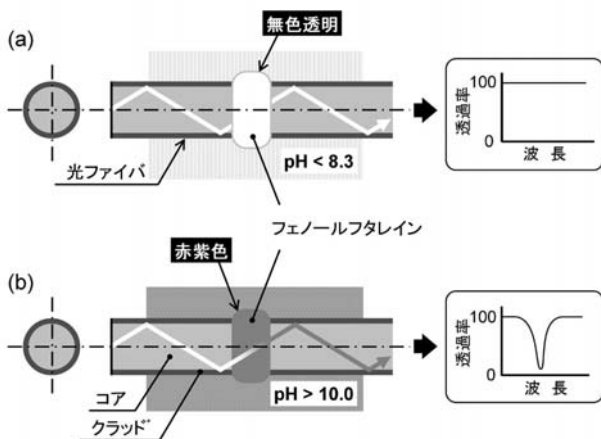 (a)
無色透明
光ファイバ
pH < 8.3
透過率
100
0
波 長
フェノールフタレイン
(b)
赤紫色
コア
クラッド
pH > 10.0
透過率
100
0
波 長